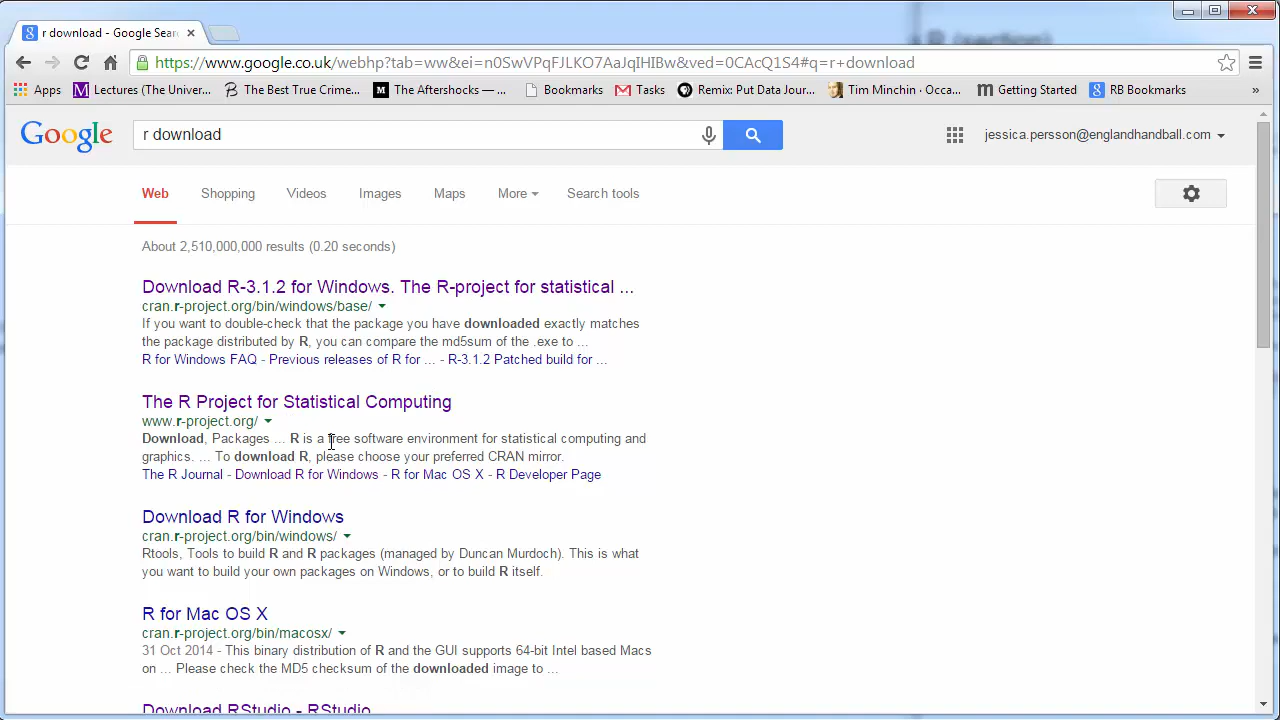 R (section)
r download - Google Sear
https://www.google.co.uk/webhp?tab=ww&ei=n0SwVPqFJLKO7AaJqIHIBw&ved=0CAcQ1S4#q=r+download
Apps Lectures (The Univer... The Best True Crime... The Aftershocks — ... Bookmarks Tasks Remix: Put Data Jour... Tim Minchin - Occa... Getting Started RB Bookmarks »
Google r download jessica.persson@englandhandball.com
Web Shopping Videos Images Maps More Search tools
About 2,510,000,000 results (0.20 seconds)
Download R-3.1.2 for Windows. The R-project for statistical ...
cran.r-project.org/bin/windows/base/
If you want to double-check that the package you have downloaded exactly matches
the package distributed by R, you can compare the md5sum of the .exe to ...
R for Windows FAQ - Previous releases of R for ... - R-3.1.2 Patched build for ...
The R Project for Statistical Computing
www.r-project.org/
Download, Packages ... R is a free software environment for statistical computing and
graphics. ... To download R, please choose your preferred CRAN mirror.
The R Journal - Download R for Windows - R for Mac OS X - R Developer Page
Download R for Windows
cran.r-project.org/bin/windows/
Rtools, Tools to build R and R packages (managed by Duncan Murdoch). This is what
you want to build your own packages on Windows, or to build R itself.
R for Mac OS X
cran.r-project.org/bin/macosx/
31 Oct 2014 - This binary distribution of R and the GUI supports 64-bit Intel based Macs
on ... Please check the MD5 checksum of the downloaded image to ...
Download RStudio - RStudio